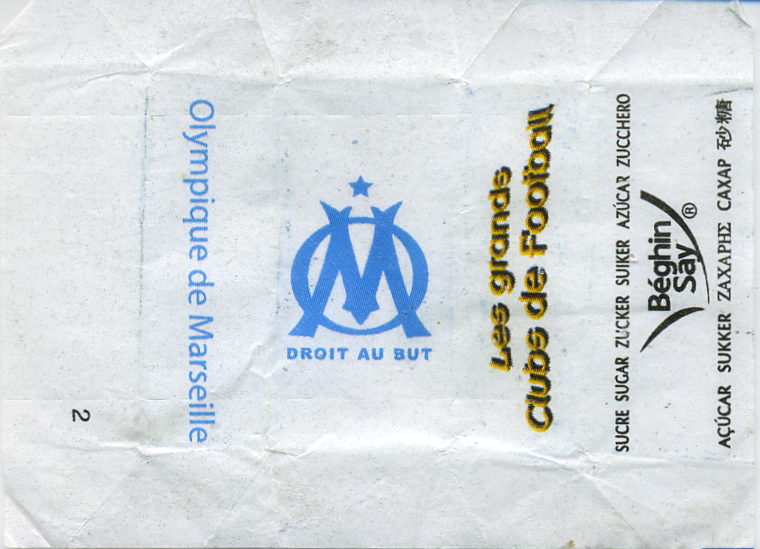 Olympique de Marseille
DROIT AU BUT
Les grands
Clubs de Football
SUCRE SUGAR ZUCKER SUIKER AZÚCAR ZUCCHERO
Béghin
Say ®
AÇÚCAR SUKKER ΖΑΧΑΡΗΣ САХАР 砂糖
2